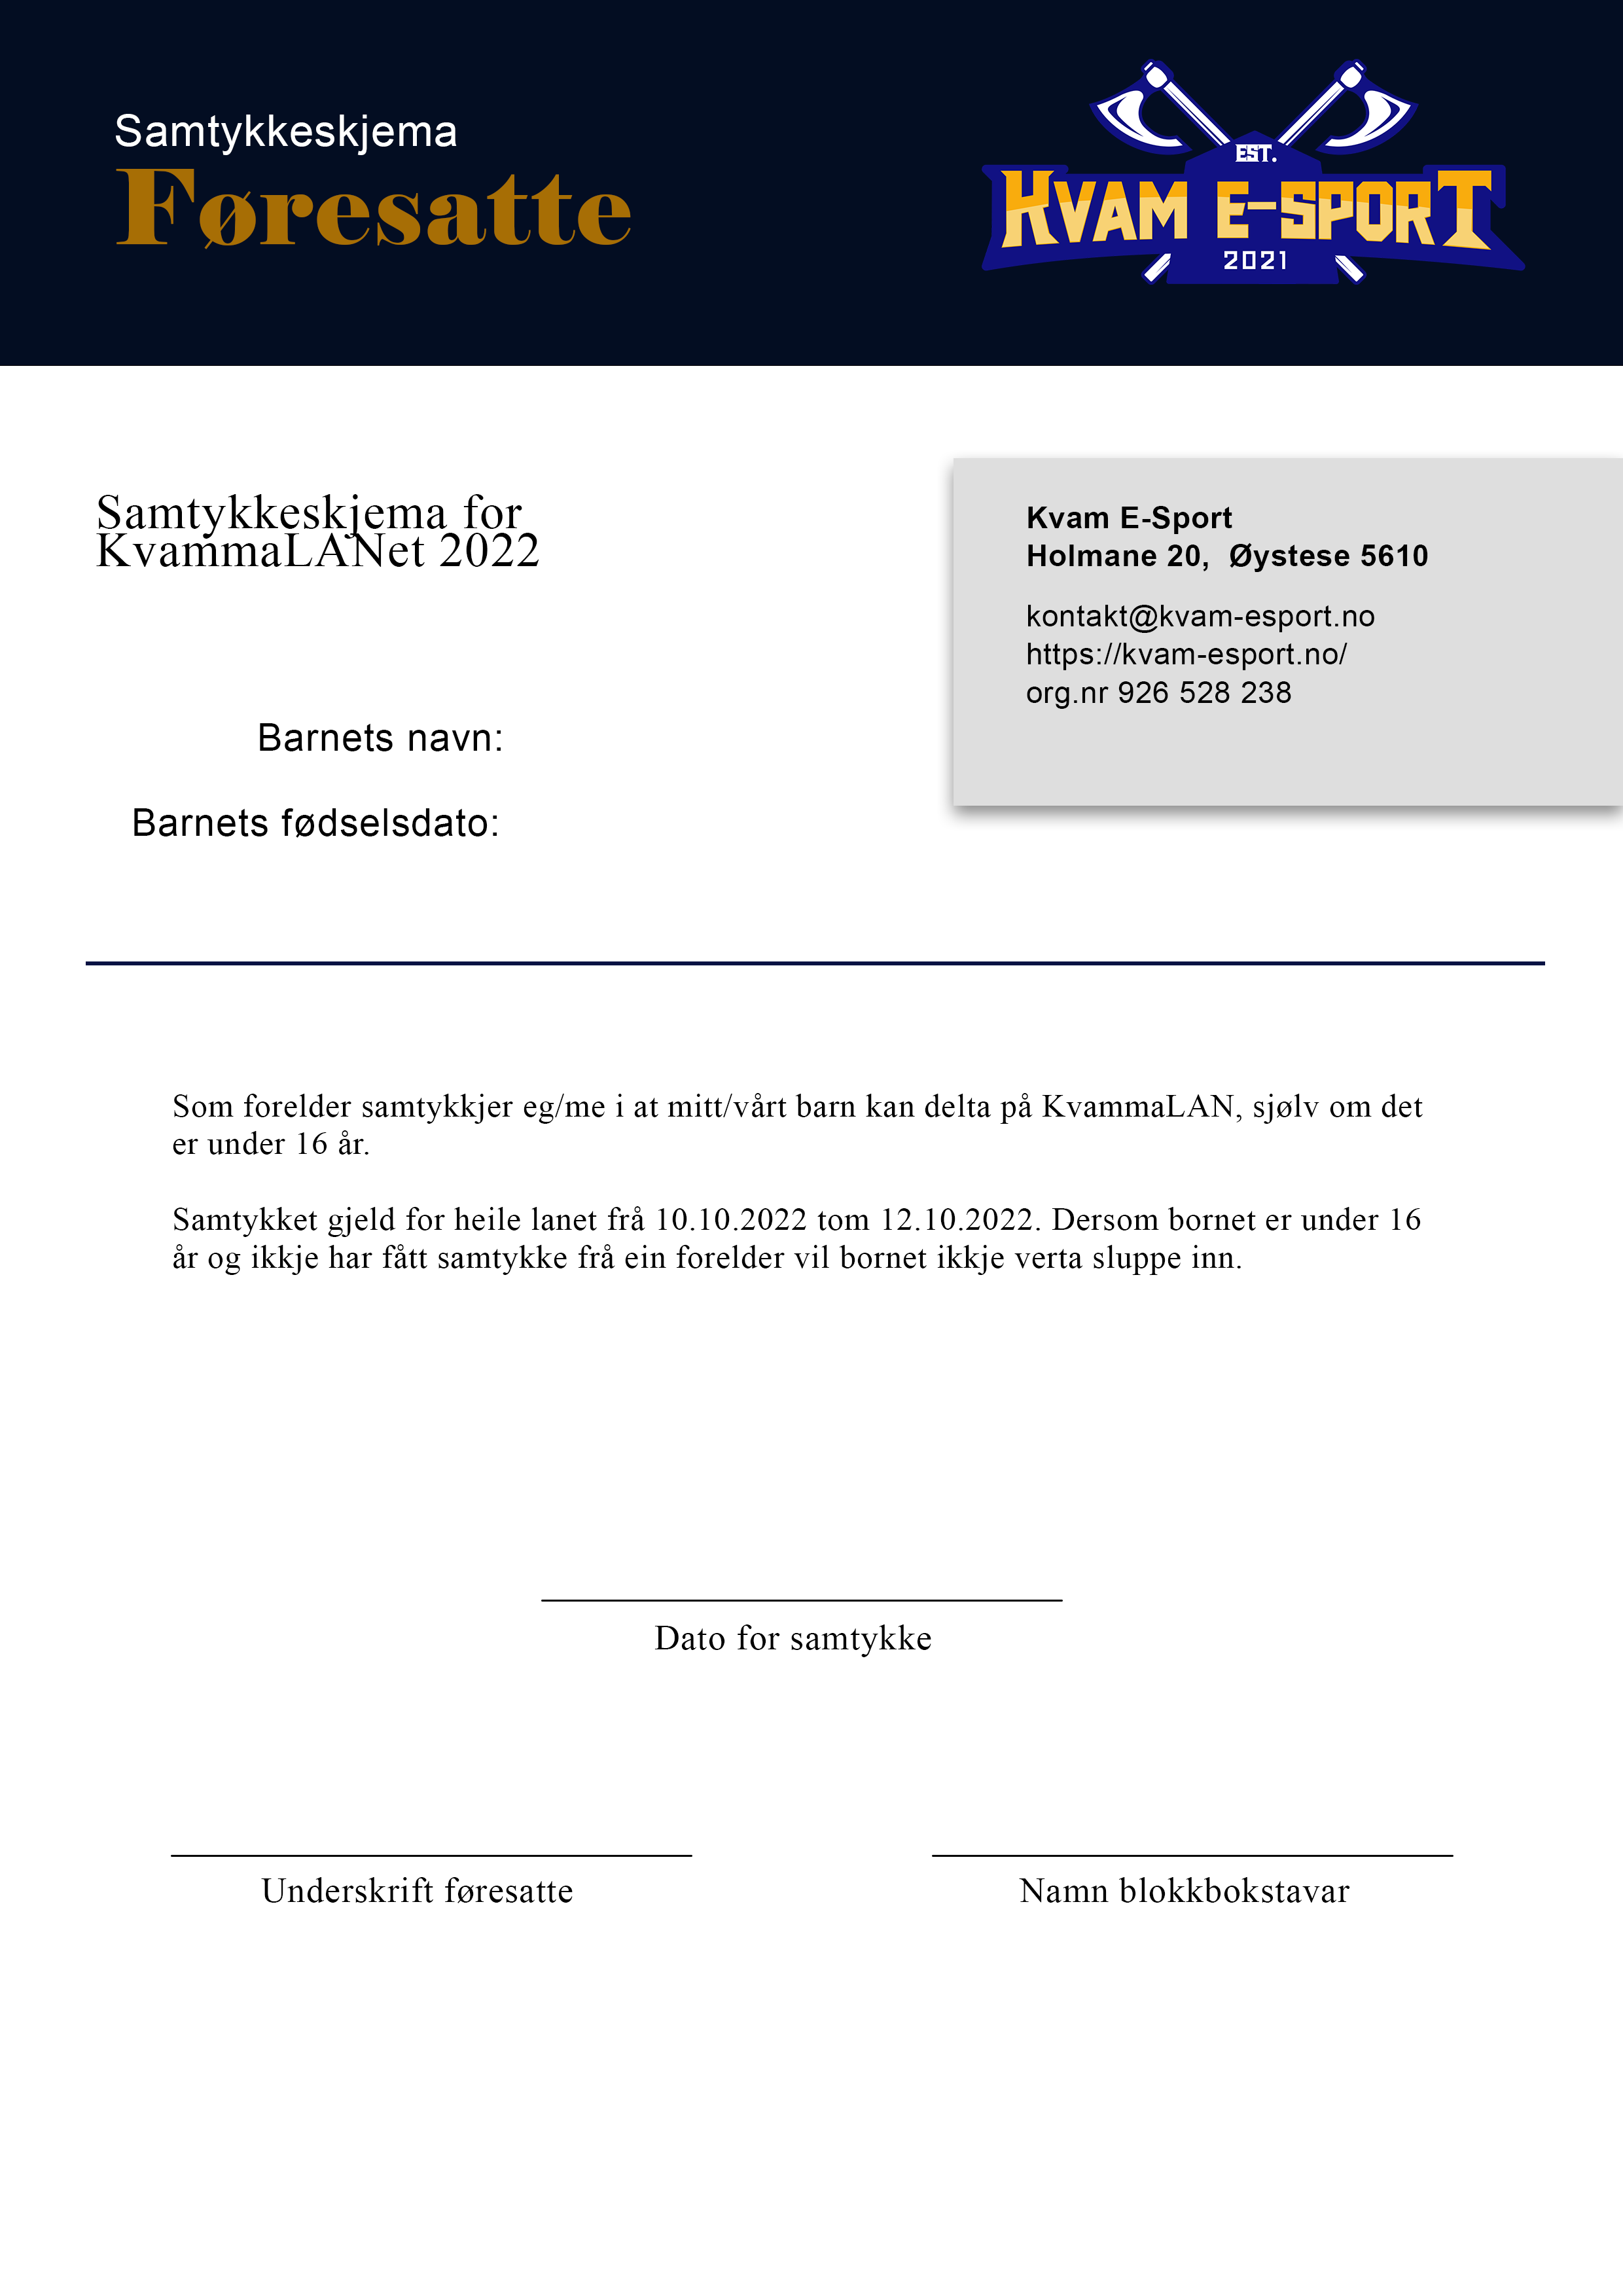 Samtykkeskjema
Føresatte
EST.
KVAM E-SPORT
2021
Samtykkeskjema for
KvammaLANet 2022
Kvam E-Sport
Holmane 20,  Øystese 5610
kontakt@kvam-esport.no
https://kvam-esport.no/
org.nr 926 528 238
Barnets navn:
Barnets fødselsdato:
Som forelder samtykkjer eg/me i at mitt/vårt barn kan delta på KvammaLAN, sjølv om det
er under 16 år.
Samtykket gjeld for heile lanet frå 10.10.2022 tom 12.10.2022. Dersom bornet er under 16
år og ikkje har fått samtykke frå ein forelder vil bornet ikkje verta sluppe inn.
Dato for samtykke
Underskrift føresatte
Namn blokkbokstavar